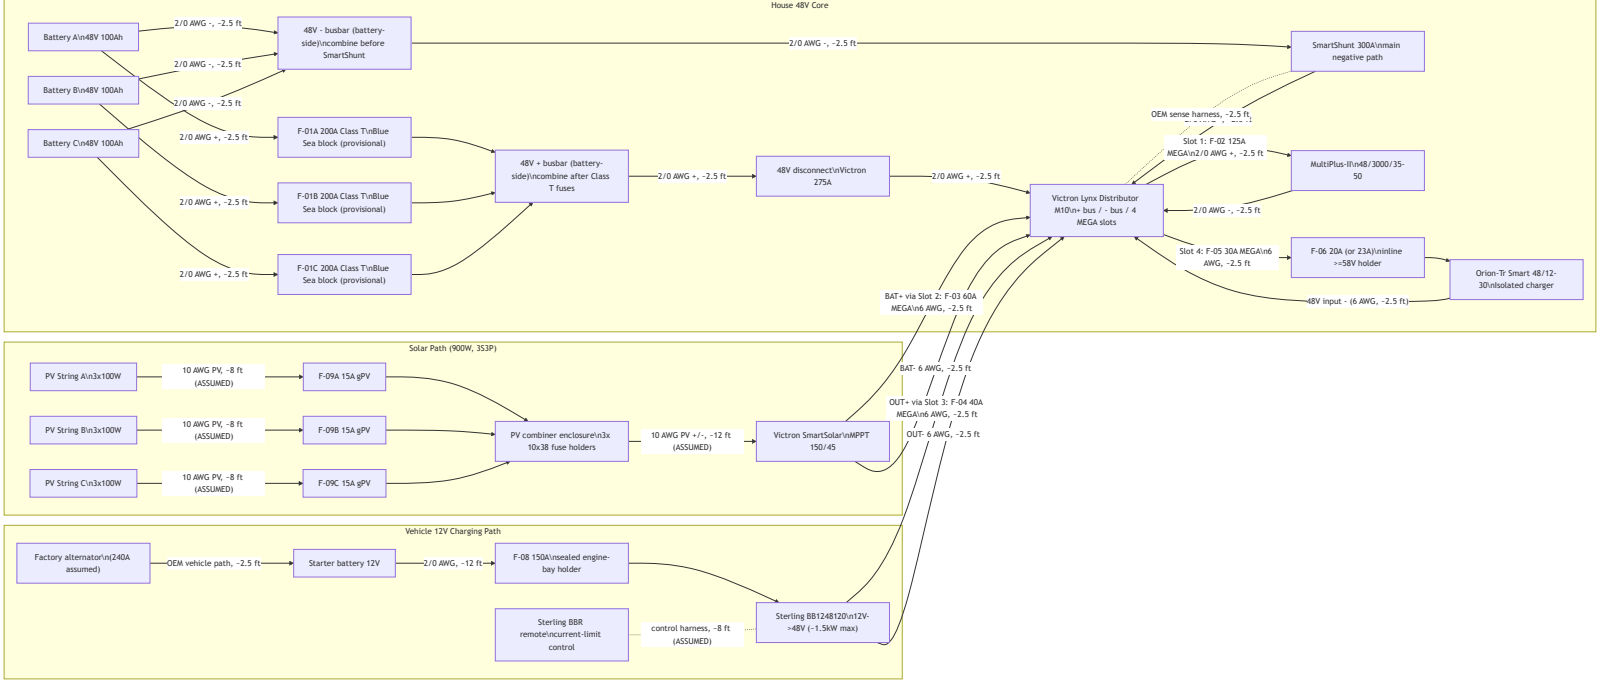 House 48V Core
Battery A\n48V 100Ah
Battery B\n48V 100Ah
Battery C\n48V 100Ah
2/0 AWG -, ~2.5 ft
2/0 AWG -, ~2.5 ft
2/0 AWG -, ~2.5 ft
2/0 AWG +, ~2.5 ft
2/0 AWG +, ~2.5 ft
2/0 AWG +, ~2.5 ft
48V - busbar (battery-
side)\ncombine before
SmartShunt
F-01A 200A Class T\nBlue
Sea block (provisional)
F-01B 200A Class T\nBlue
Sea block (provisional)
F-01C 200A Class T\nBlue
Sea block (provisional)
48V + busbar (battery-
side)\ncombine after Class
T fuses
2/0 AWG -, ~2.5 ft
2/0 AWG +, ~2.5 ft
48V disconnect\nVictron
275A
2/0 AWG +, ~2.5 ft
SmartShunt 300A\nmain
negative path
OEM sense harness, ~2.5 ft
Slot 1: F-02 125A
MEGA\n2/0 AWG +, ~2.5 ft
MultiPlus-II\n48/3000/35-
50
Victron Lynx Distributor
M10\n+ bus / - bus / 4
MEGA slots
2/0 AWG -, ~2.5 ft
Slot 4: F-05 30A MEGA\n6
AWG, ~2.5 ft
F-06 20A (or 23A)\ninline
>=58V holder
Orion-Tr Smart 48/12-
30\nIsolated charger
48V input - (6 AWG, ~2.5 ft)
BAT+ via Slot 2: F-03 60A
MEGA\n6 AWG, ~2.5 ft
BAT- 6 AWG, ~2.5 ft
OUT+ via Slot 3: F-04 40A
MEGA\n6 AWG, ~2.5 ft
OUT- 6 AWG, ~2.5 ft
Solar Path (900W, 3S3P)
PV String A\n3x100W
PV String B\n3x100W
PV String C\n3x100W
10 AWG PV, ~8 ft
(ASSUMED)
10 AWG PV, ~8 ft
(ASSUMED)
10 AWG PV, ~8 ft
(ASSUMED)
F-09A 15A gPV
F-09B 15A gPV
F-09C 15A gPV
PV combiner enclosure\n3x
10x38 fuse holders
10 AWG PV +/-, ~12 ft
(ASSUMED)
Victron SmartSolar\nMPPT
150/45
Vehicle 12V Charging Path
Factory alternator\n(240A
assumed)
OEM vehicle path, ~2.5 ft
Starter battery 12V
2/0 AWG, ~12 ft
F-08 150A\nsealed engine-
bay holder
Sterling BBR
remote\ncurrent-limit
control
control harness, ~8 ft
(ASSUMED)
Sterling BB1248120\n12V-
>48V (~1.5kW max)